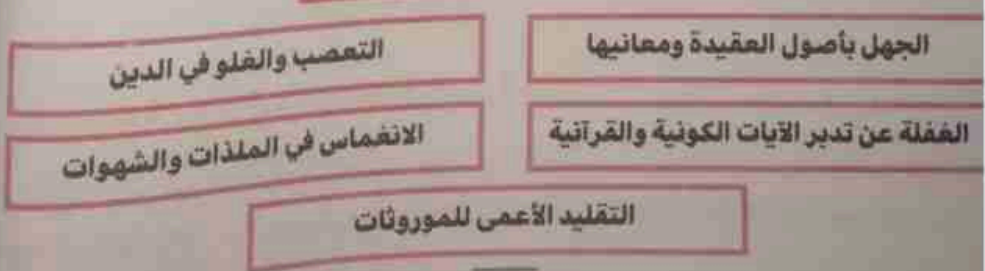 الجهل بأصول العقيدة ومعانيها
التعصب والغلو في الدين
الغفلة عن تدبر الآيات الكونية والقرآنية
الانغماس في الملذات والشهوات
التقليد الأعمى للموروثات